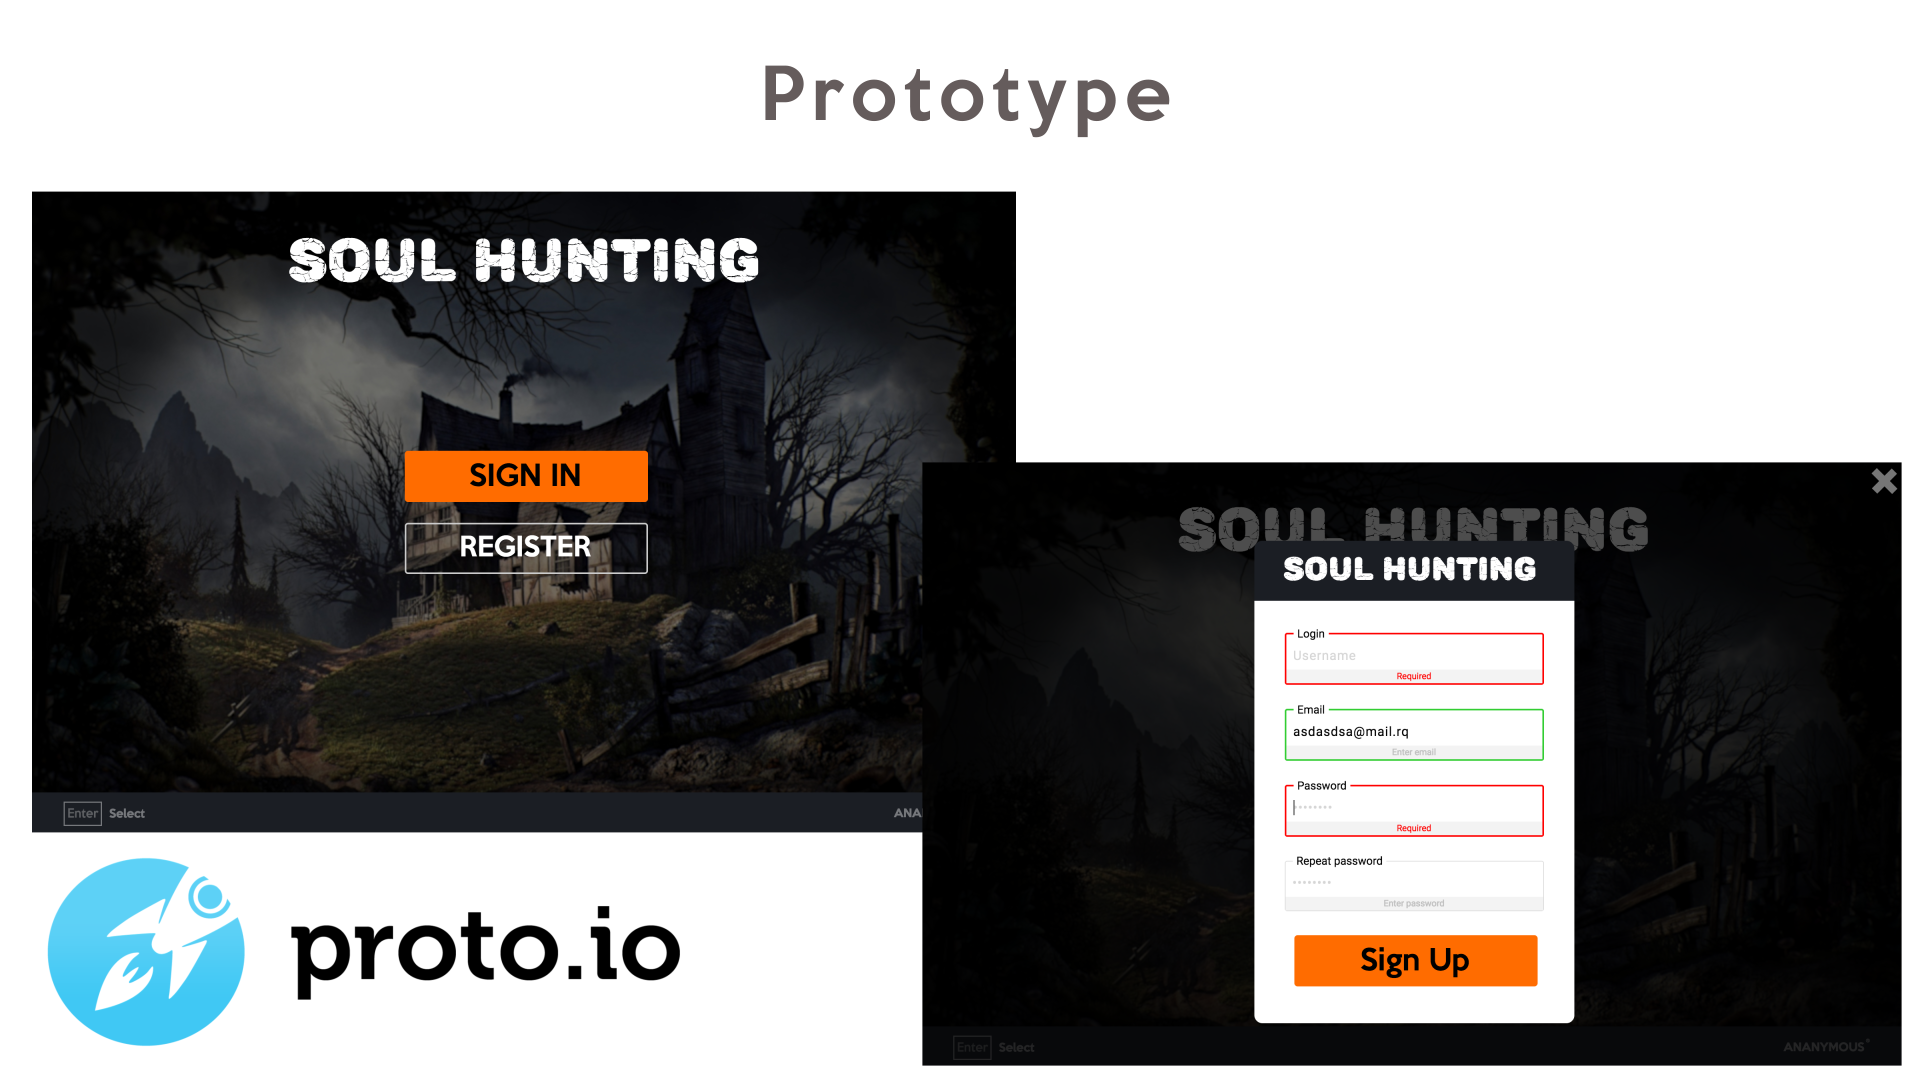 Prototype
SOUL HUNTING
SIGN IN
REGISTER
Enter Select
ANA
proto.io
SOUL HUNTING
SOUL HUNTING
Login
Username
Required
Email
asdasdsa@mail.rq
Enter email
Password
Required
Repeat password
Enter password
Sign Up
Enter Select
ANANYMOUS